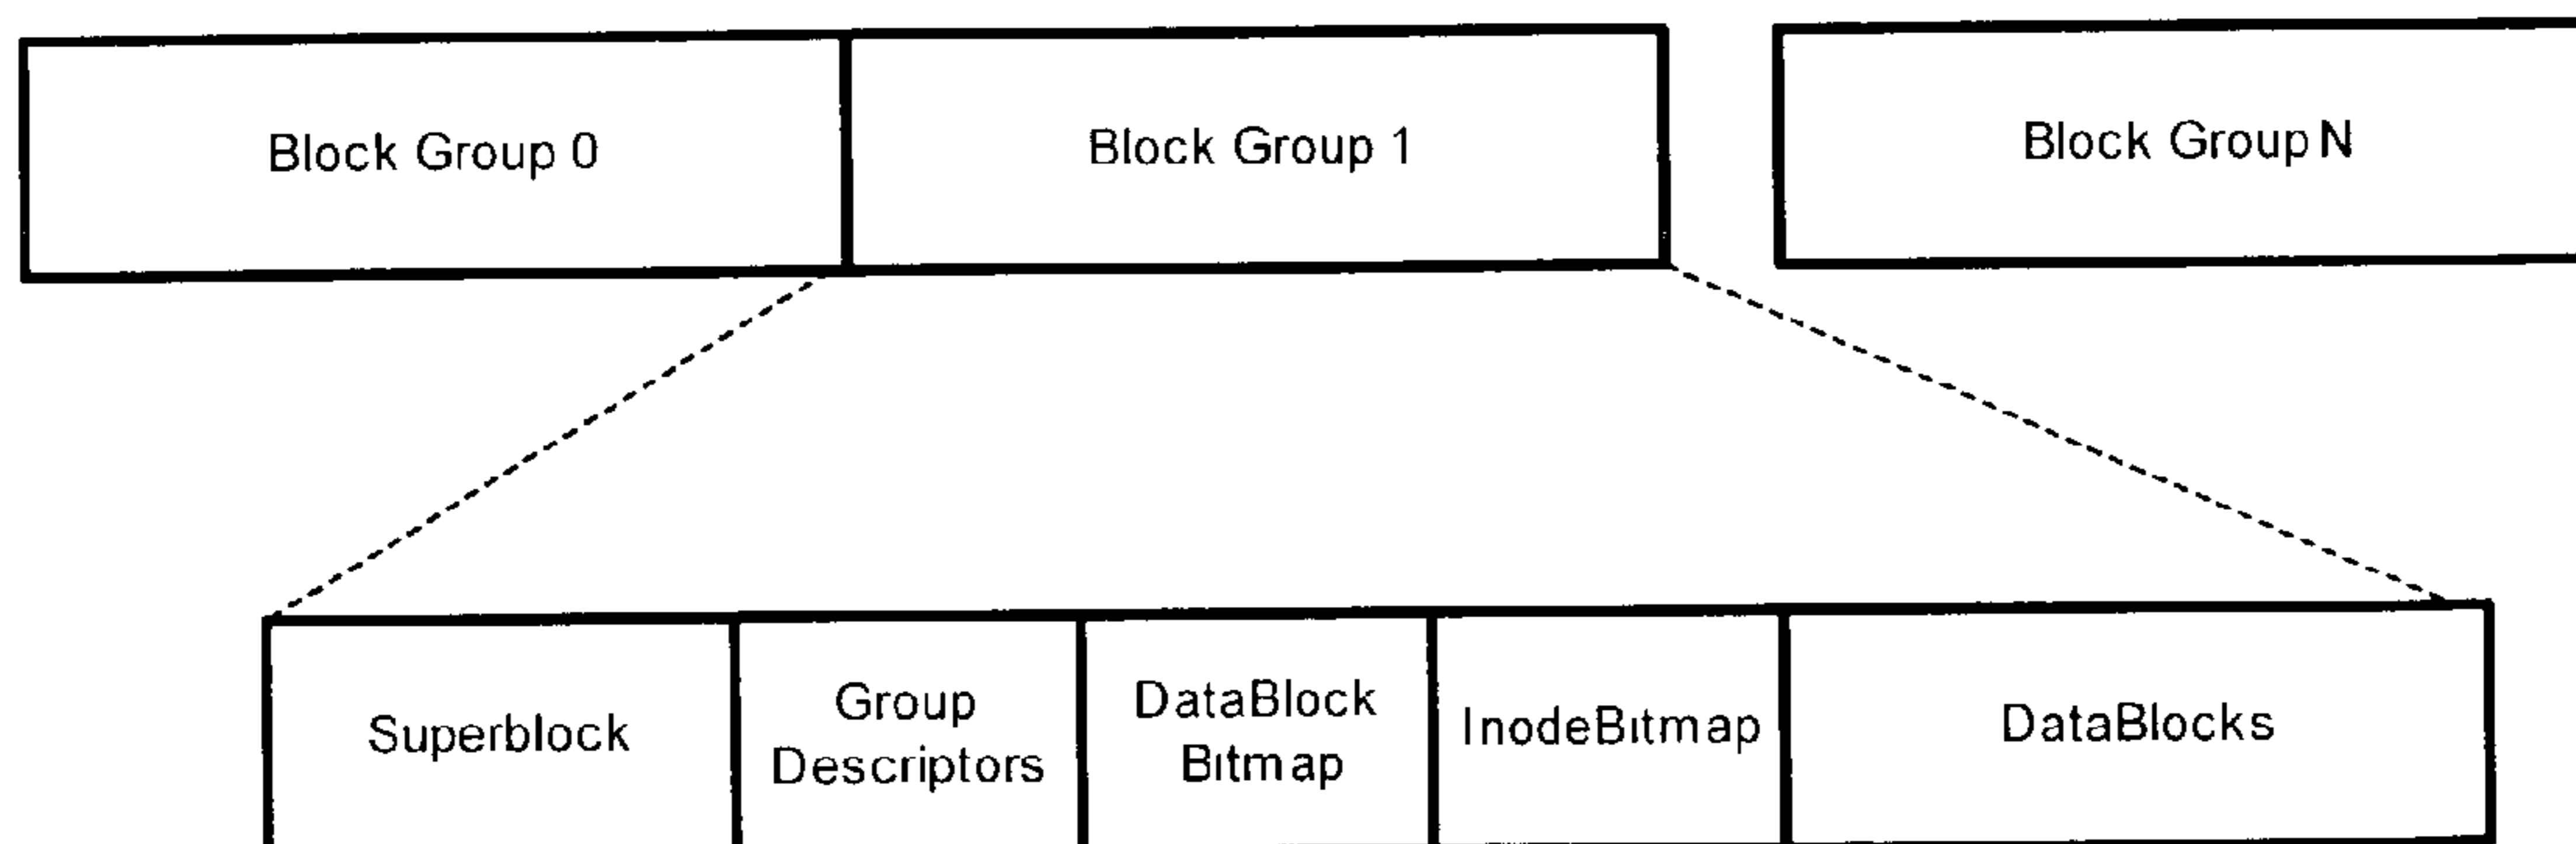 Block Group 0
Block Group 1
Block Group N
Superblock
Group
Descriptors
DataBlock
Bitmap
InodeBitmap
DataBlocks